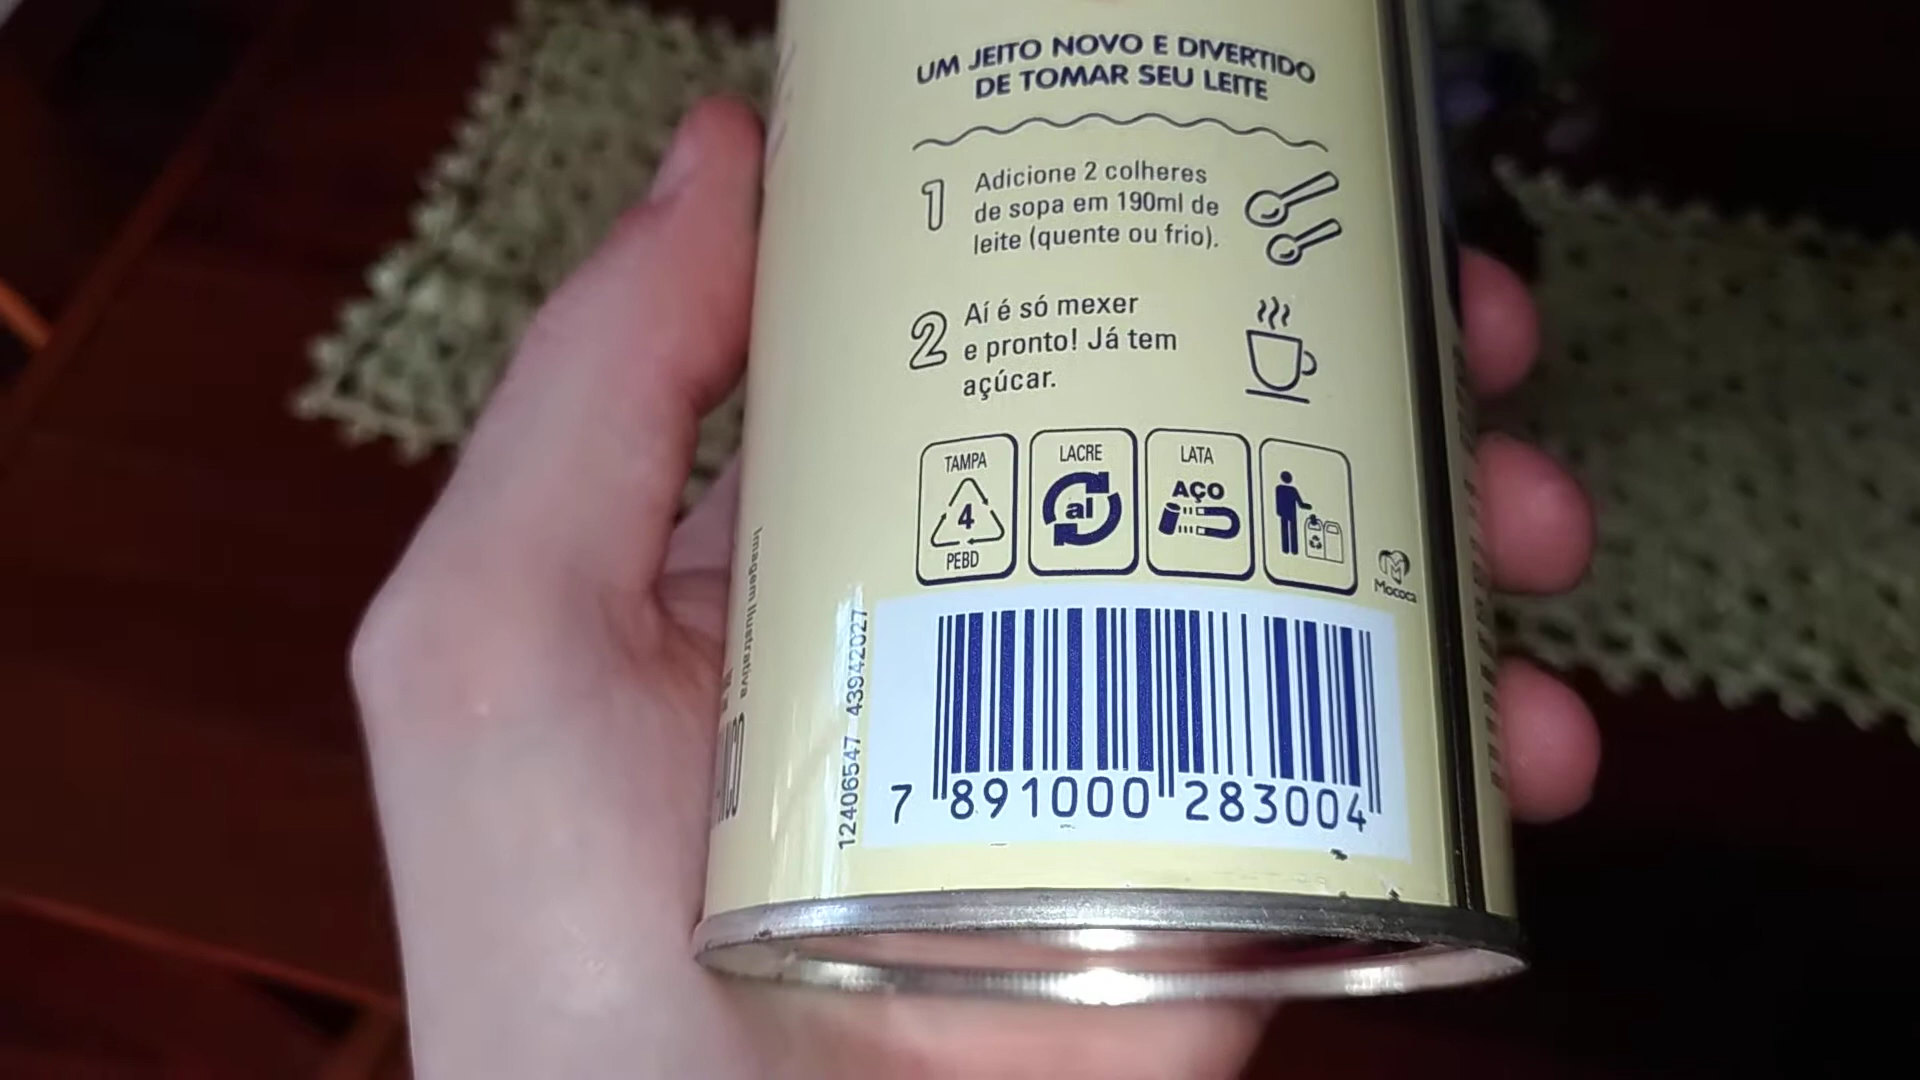 UM JEITO NOVO E DIVERTIDO
DE TOMAR SEU LEITE
1
Adicione 2 colheres
de sopa em 190ml de
leite (quente ou frio).
2
Aí é só mexer
e pronto! Já tem
açúcar.
TAMPA
4
PEBD
LACRE
al
LATA
AÇO
Mococa
Imagem Ilustrativa
12406547 43942027
7 891000 283004